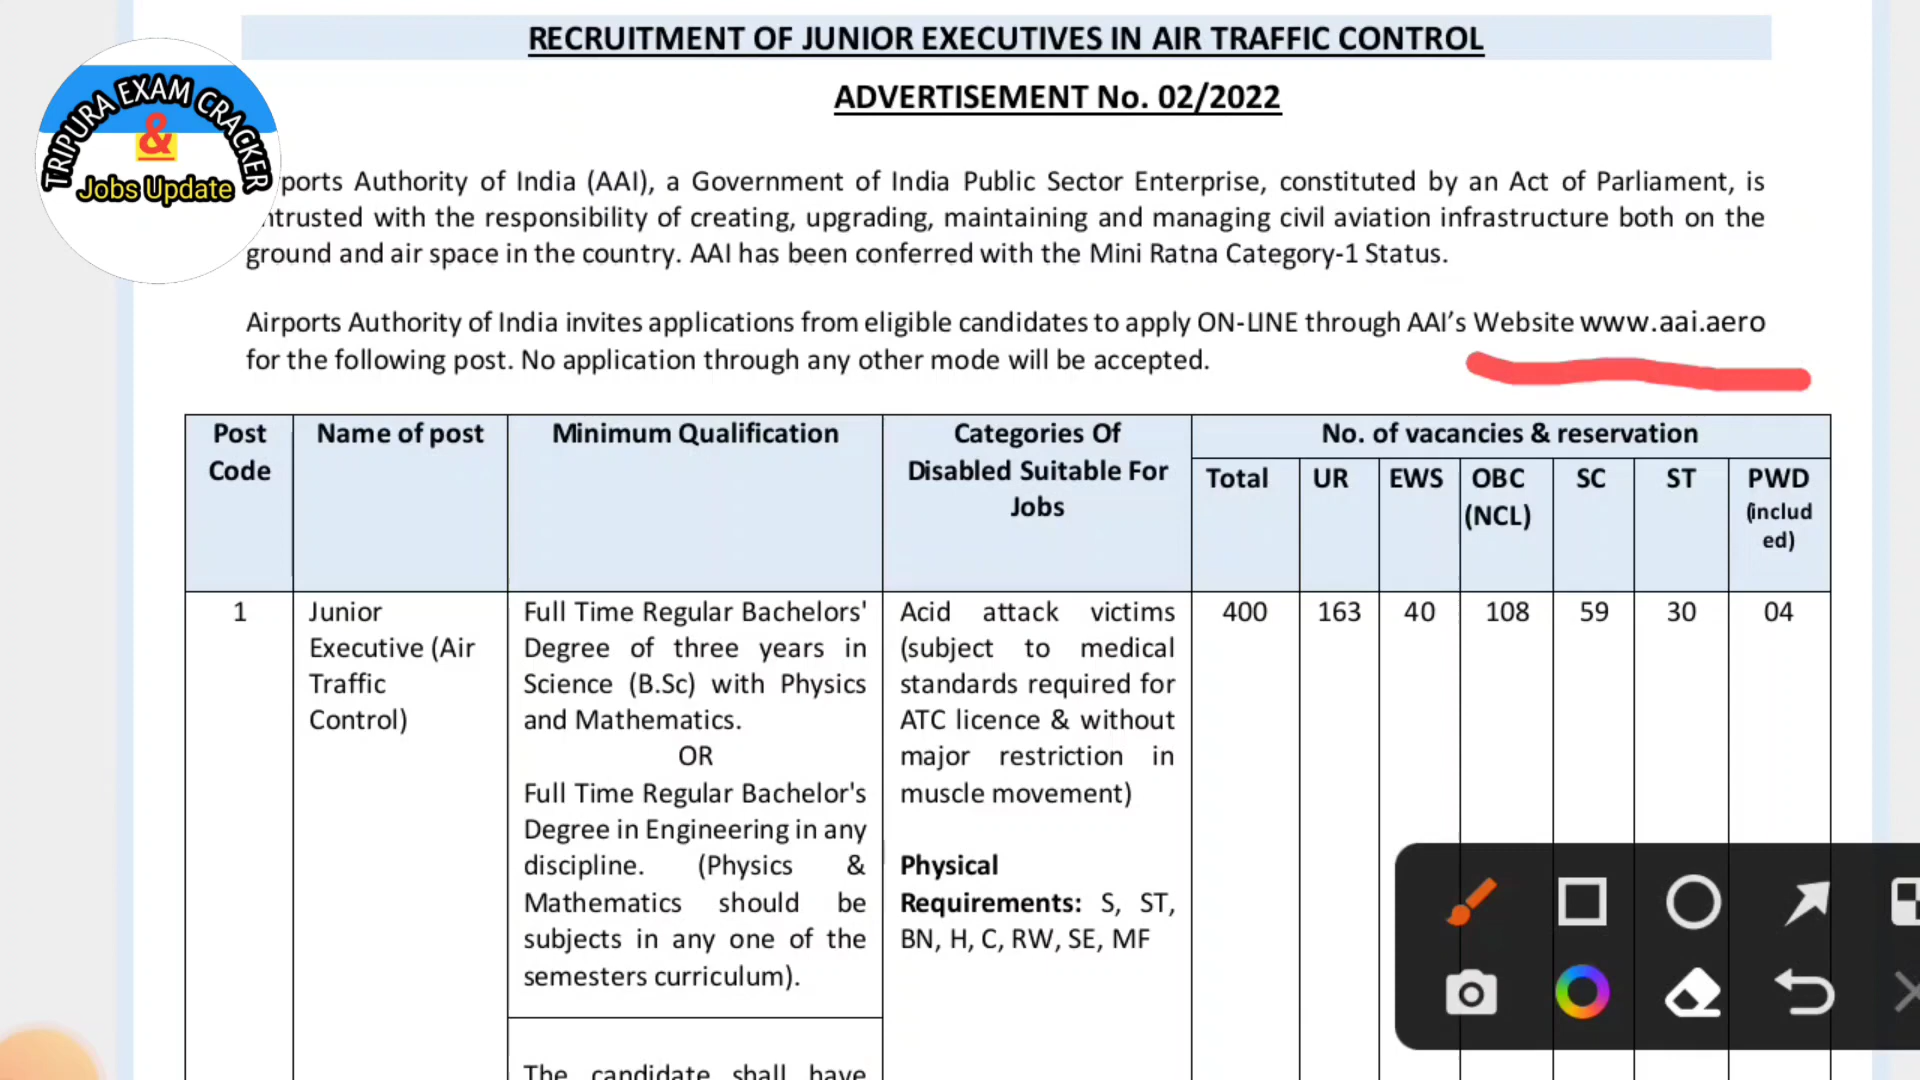 RECRUITMENT OF JUNIOR EXECUTIVES IN AIR TRAFFIC CONTROL
ADVERTISEMENT No. 02/2022
TRIPURA EXAM CRACKER
&
Jobs Update
ports Authority of India (AAI), a Government of India Public Sector Enterprise, constituted by an Act of Parliament, is
ntrusted with the responsibility of creating, upgrading, maintaining and managing civil aviation infrastructure both on the
ground and air space in the country. AAI has been conferred with the Mini Ratna Category-1 Status.
Airports Authority of India invites applications from eligible candidates to apply ON-LINE through AAI’s Website www.aai.aero
for the following post. No application through any other mode will be accepted.
Post
Code
Name of post
Minimum Qualification
Categories Of
Disabled Suitable For
Jobs
No. of vacancies & reservation
Total
UR
EWS
OBC
(NCL)
SC
ST
PWD
(includ
ed)
1
Junior
Executive (Air
Traffic
Control)
Full Time Regular Bachelors'
Degree of three years in
Science (B.Sc) with Physics
and Mathematics.
OR
Full Time Regular Bachelor's
Degree in Engineering in any
discipline. (Physics &
Mathematics should be
subjects in any one of the
semesters curriculum).
The candidate shall have
Acid attack victims
(subject to medical
standards required for
ATC licence & without
major restriction in
muscle movement)
Physical
Requirements: S, ST,
BN, H, C, RW, SE, MF
400
163
40
108
59
30
04